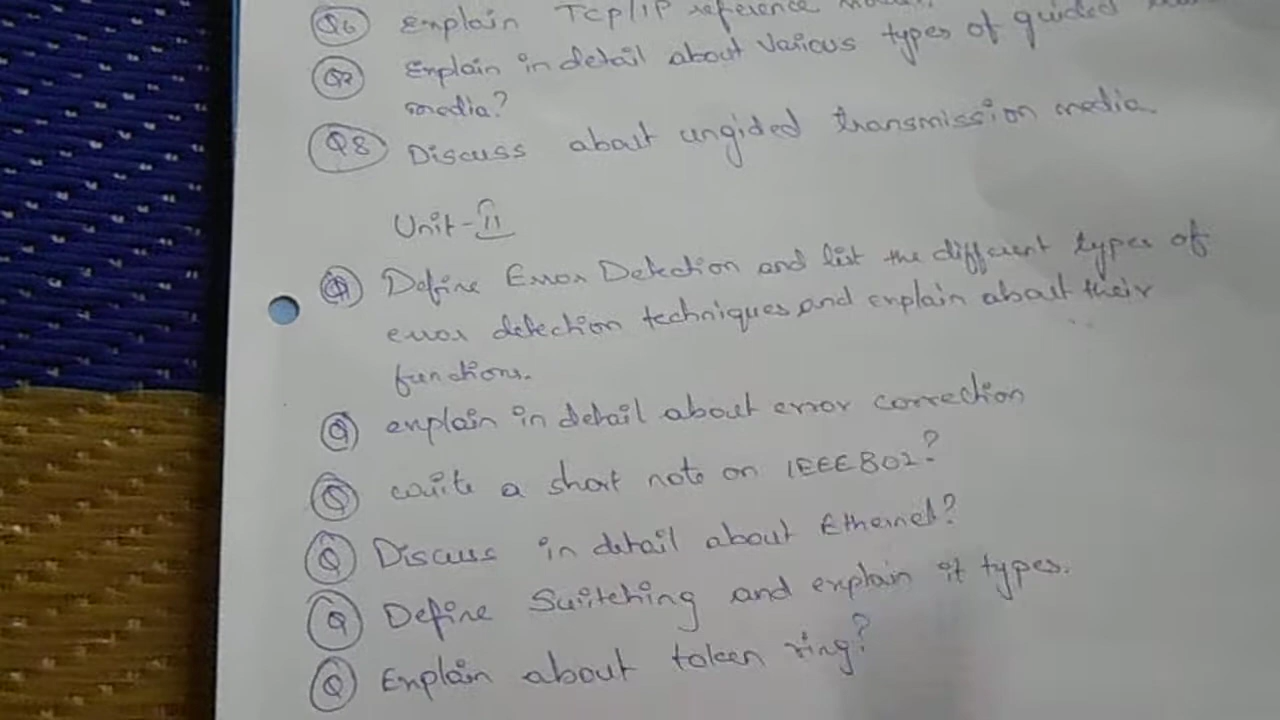 Q6 Explain Tcp/IP reference
Q7 Explain in detail about Various types of guided
media?
Q8 Discuss about ungided transmission media
Unit-II
Q Define Error Detection and list the different types of
error detection techniques and explain about their
functions.
Q explain in detail about error correction
Q write a short note on IEEE802?
Q Discuss in detail about Ethernet?
Q Define Switching and explain it types.
Q Explain about token ring?